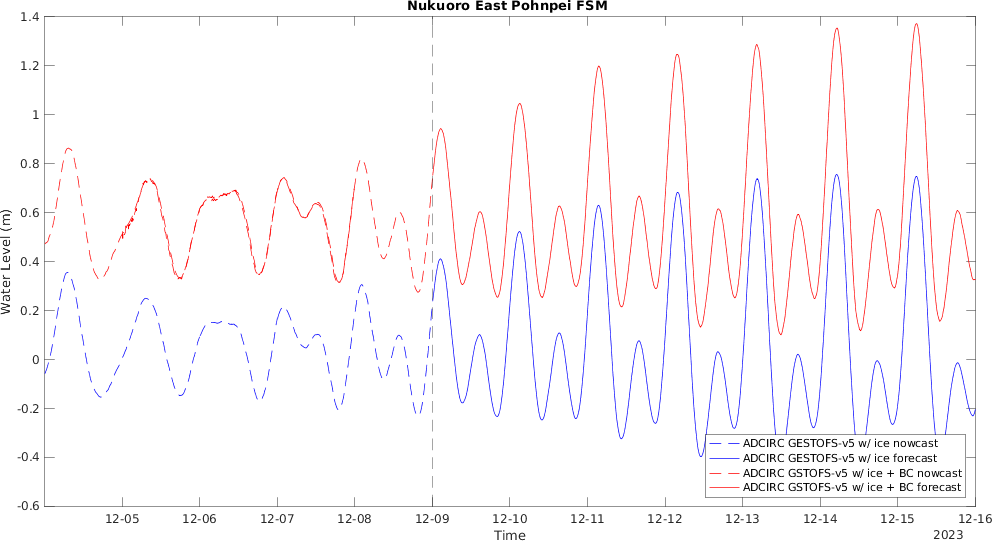 Nukuoro East Pohnpei FSM
1.4
1.2
1
0.8
0.6
0.4
0.2
0
-0.2
-0.4
-0.6
Water Level (m)
ADCIRC GESTOFS-v5 w/ ice nowcast
ADCIRC GESTOFS-v5 w/ ice forecast
ADCIRC GSTOFS-v5 w/ ice + BC nowcast
ADCIRC GSTOFS-v5 w/ ice + BC forecast
12-05 12-06 12-07 12-08 12-09 12-10 12-11 12-12 12-13 12-14 12-15 12-16
Time
2023